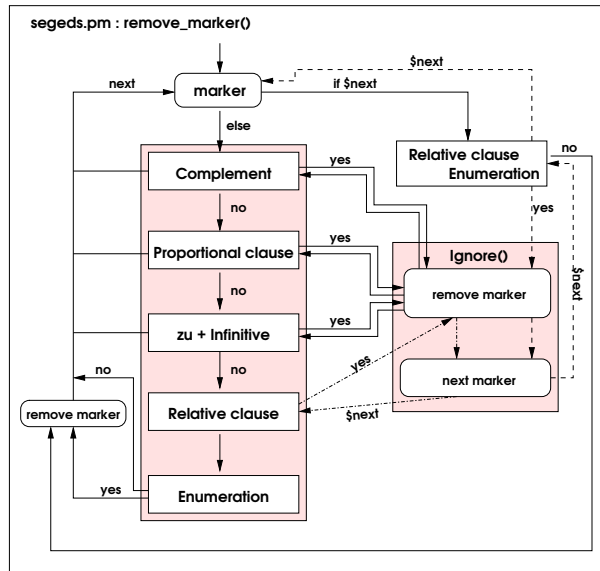 segeds.pm : remove_marker()
$next
next
marker
if $next
else
no
Relative clause
Enumeration
Complement
yes
yes
no
Proportional clause
yes
Ignore()
$next
remove marker
no
zu + Infinitive
yes
no
no
yes
next marker
remove marker
Relative clause
$next
yes
Enumeration